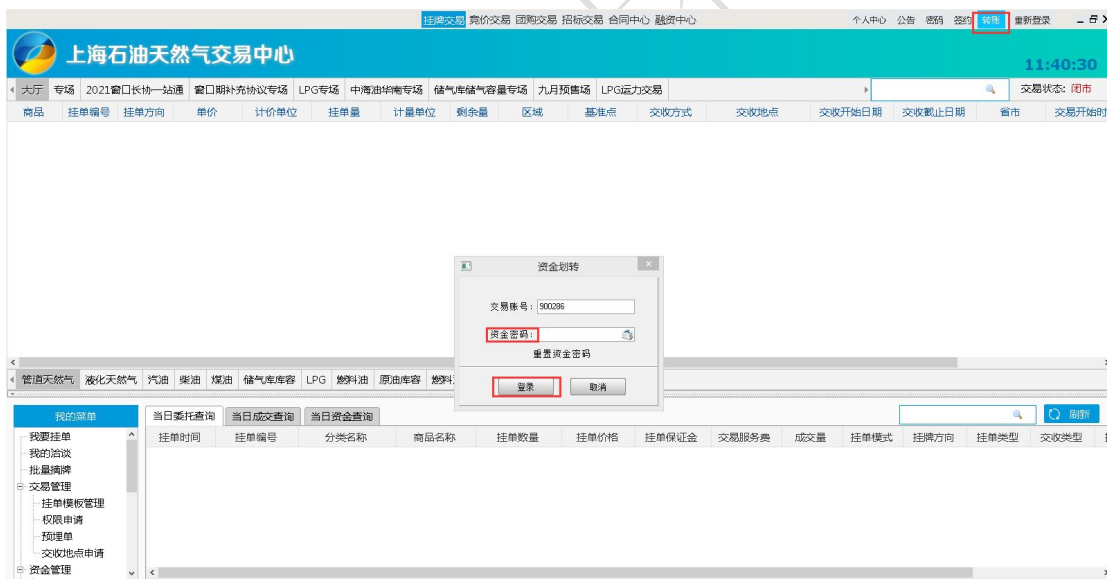 挂牌交易 竞价交易 团购交易 招标交易 合同中心 融资中心 个人中心 公告 密码 签约 转账 重新登录
上海石油天然气交易中心
11:40:30
大厅 专场 2021窗口长协一站通 窗口期补充协议专场 LPG专场 中海油华南专场 储气库储气容量专场 九月预售场 LPG运力交易 交易状态: 闭市
商品 挂单编号 挂单方向 单价 计价单位 挂单量 计量单位 剩余量 区域 基准点 交收方式 交收地点 交收开始日期 交收截止日期 省市 交易开始时
资金划转
交易账号: 900286
资金密码:
重置资金密码
登录 取消
管道天然气 液化天然气 汽油 柴油 煤油 储气库库容 LPG 燃料油 原油库容 燃料
我的菜单 当日委托查询 当日成交查询 当日资金查询 刷新
挂单时间 挂单编号 分类名称 商品名称 挂单数量 挂单价格 挂单保证金 交易服务费 成交量 挂单模式 挂牌方向 挂单类型 交收类型
我要挂单
我的洽谈
批量摘牌
交易管理
挂单模板管理
权限申请
预埋单
交收地点申请
资金管理